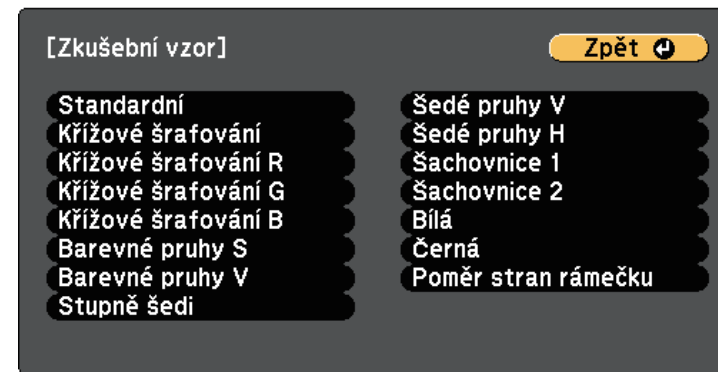 [Zkušební vzor]
Zpět
Standardní
Křížové šrafování
Křížové šrafování R
Křížové šrafování G
Křížové šrafování B
Barevné pruhy S
Barevné pruhy V
Stupně šedi
Šedé pruhy V
Šedé pruhy H
Šachovnice 1
Šachovnice 2
Bílá
Černá
Poměr stran rámečku